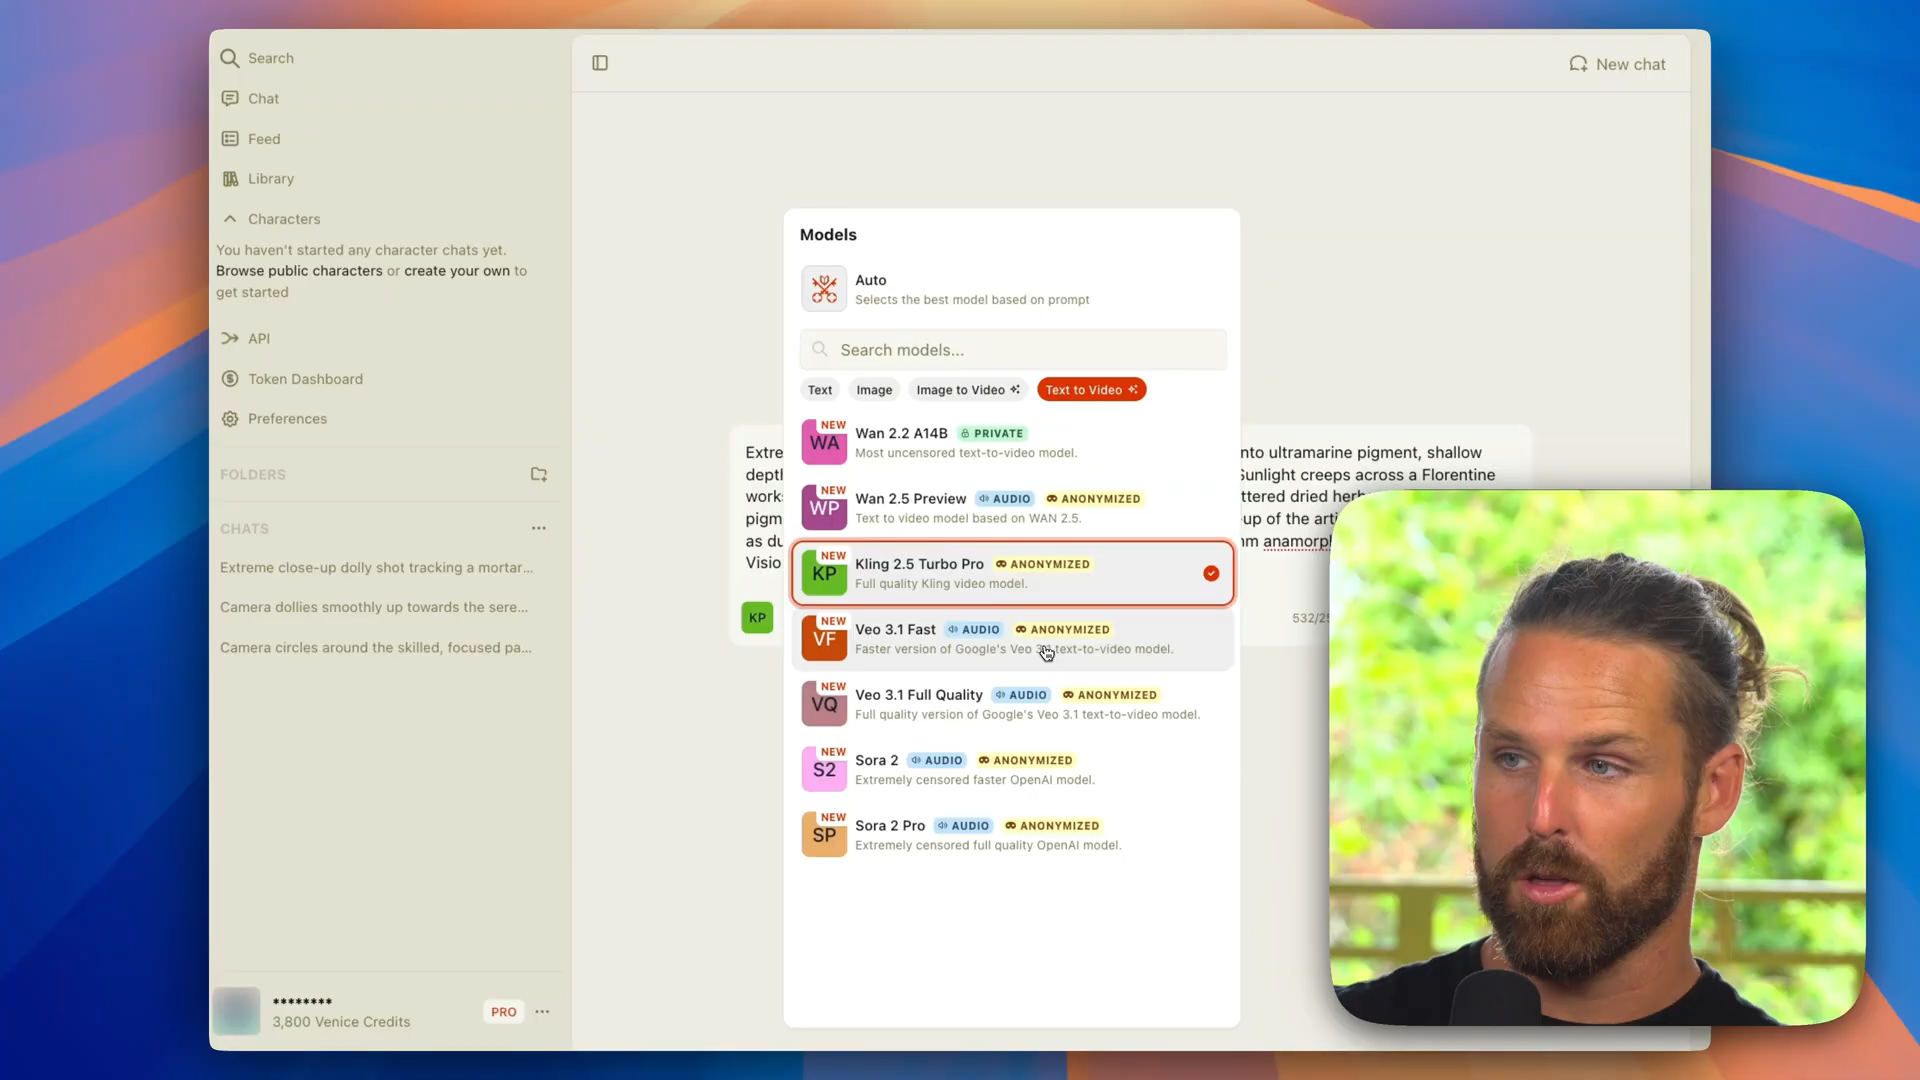 Search
Chat
Feed
Library
Characters
You haven't started any character chats yet.
Browse public characters or create your own to
get started
API
Token Dashboard
Preferences
FOLDERS
CHATS
Extreme close-up dolly shot tracking a mortar...
Camera dollies smoothly up towards the sere...
Camera circles around the skilled, focused pa...
********
3,800 Venice Credits
PRO
New chat
Models
Auto
Selects the best model based on prompt
Search models...
Text Image Image to Video Text to Video
NEW
WA
Wan 2.2 A14B PRIVATE
Most uncensored text-to-video model.
NEW
WP
Wan 2.5 Preview AUDIO ANONYMIZED
Text to video model based on WAN 2.5.
NEW
KP
Kling 2.5 Turbo Pro ANONYMIZED
Full quality Kling video model.
NEW
VF
Veo 3.1 Fast AUDIO ANONYMIZED
Faster version of Google's Veo text-to-video model.
NEW
VQ
Veo 3.1 Full Quality AUDIO ANONYMIZED
Full quality version of Google's Veo 3.1 text-to-video model.
NEW
S2
Sora 2 AUDIO ANONYMIZED
Extremely censored faster OpenAI model.
NEW
SP
Sora 2 Pro AUDIO ANONYMIZED
Extremely censored full quality OpenAI model.
Extre nto ultramarine pigment, shallow
depth Sunlight creeps across a Florentine
works ttered dried herb
pigm -up of the arti
as du m anamorph
Visio
KP
532/25